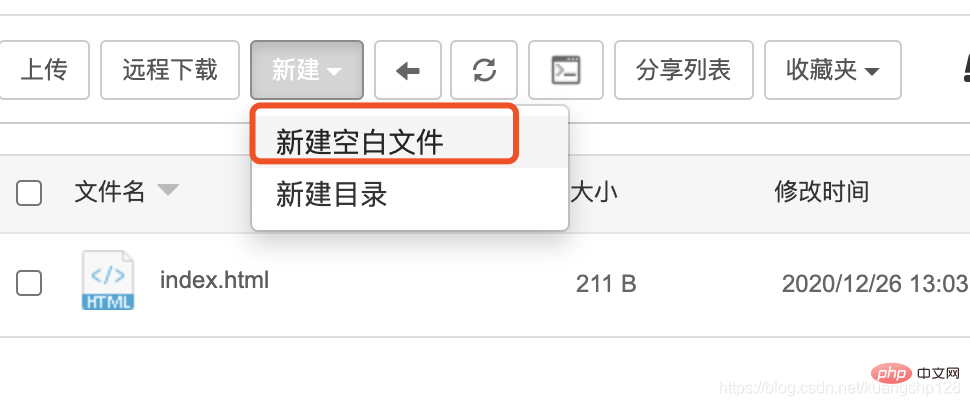 上传 远程下载 新建 分享列表 收藏夹
新建空白文件
新建目录
文件名 大小 修改时间
</> HTML index.html 211 B 2020/12/26 13:03
php 中文网
https://blog.csdn.net/kuangshp128